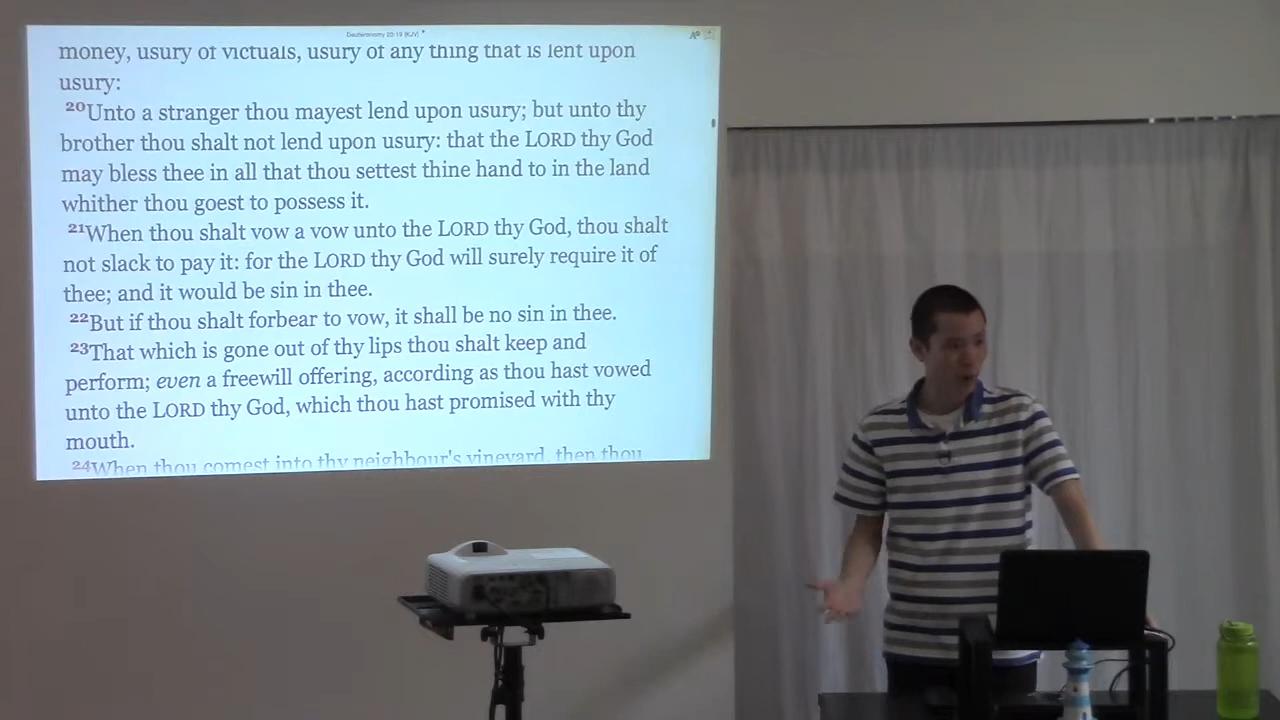 Deuteronomy 23:19 (KJV)
money, usury of victuals, usury of any thing that is lent upon
usury:
20Unto a stranger thou mayest lend upon usury; but unto thy
brother thou shalt not lend upon usury: that the LORD thy God
may bless thee in all that thou settest thine hand to in the land
whither thou goest to possess it.
21When thou shalt vow a vow unto the LORD thy God, thou shalt
not slack to pay it: for the LORD thy God will surely require it of
thee; and it would be sin in thee.
22But if thou shalt forbear to vow, it shall be no sin in thee.
23That which is gone out of thy lips thou shalt keep and
perform; even a freewill offering, according as thou hast vowed
unto the LORD thy God, which thou hast promised with thy
mouth.
24When thou comest into thy neighbour's vineyard, then thou